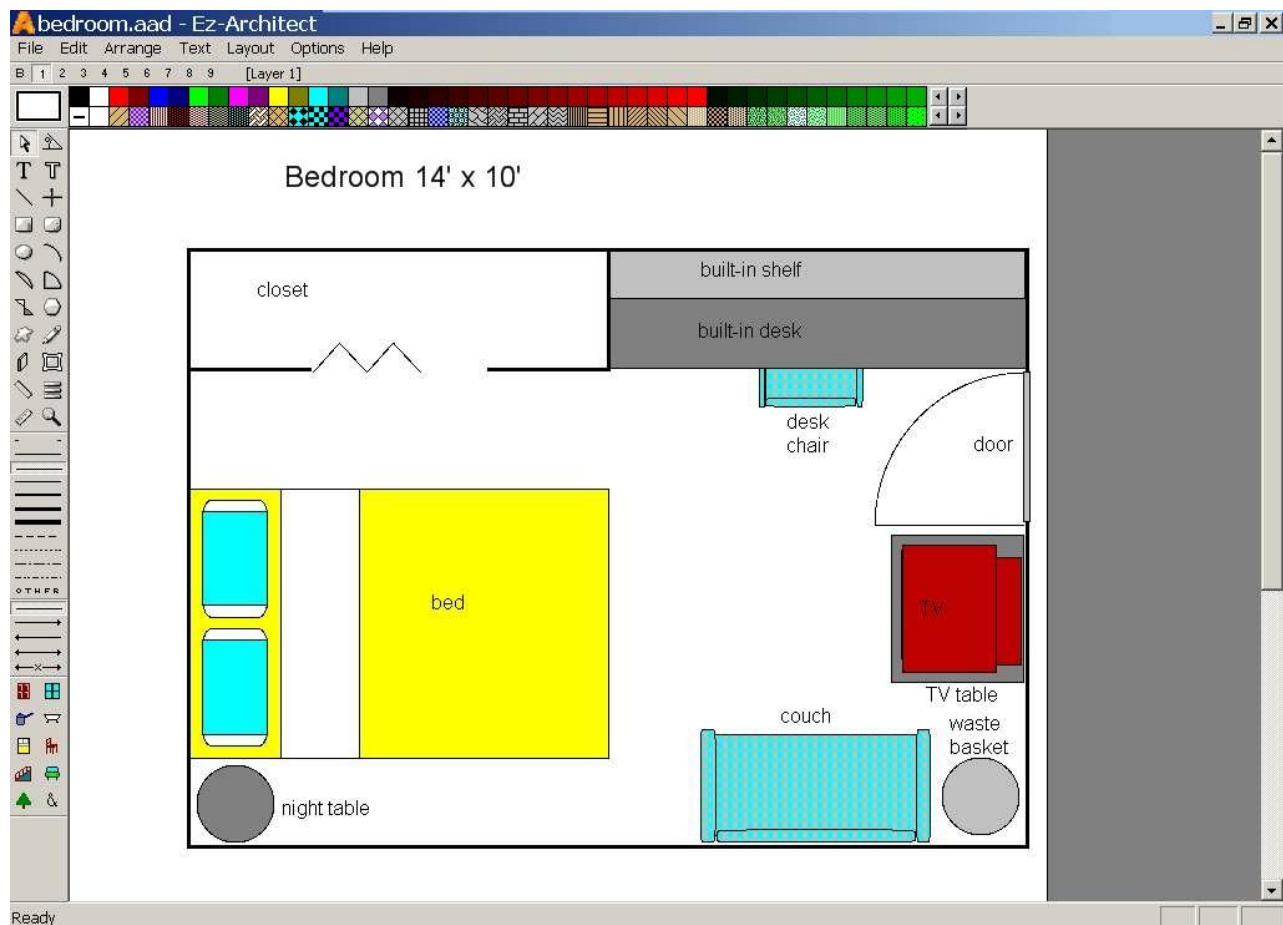 bedroom.aad - Ez-Architect
File Edit Arrange Text Layout Options Help
B 1 2 3 4 5 6 7 8 9 [Layer 1]
Bedroom 14' x 10'
closet
built-in shelf
built-in desk
desk
chair
door
bed
TV
TV table
couch
waste
basket
night table
T T
OTHER
x
&
Ready